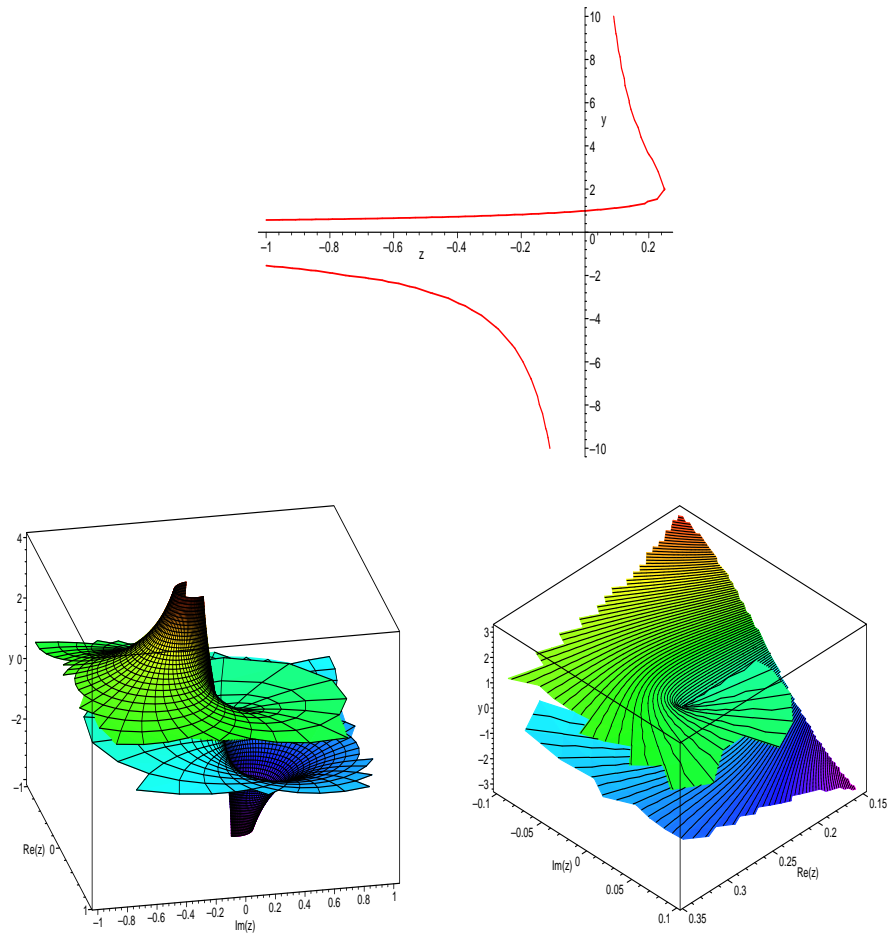 10
8
6
y
4
2
–1 –0.8 –0.6 –0.4 –0.2 0 0.2
z
–2
–4
–6
–8
–10
4
2
y 0
–2
–1
Re(z) 0
1
–1 –0.8 –0.6 –0.4 –0.2 0 0.2 0.4 0.6 0.8 1
Im(z)
3
2
1
y 0
–1
–2
–3
–0.1 0.15
–0.05 0.2
Im(z) 0 0.25 Re(z)
0.05 0.3
0.1 0.35